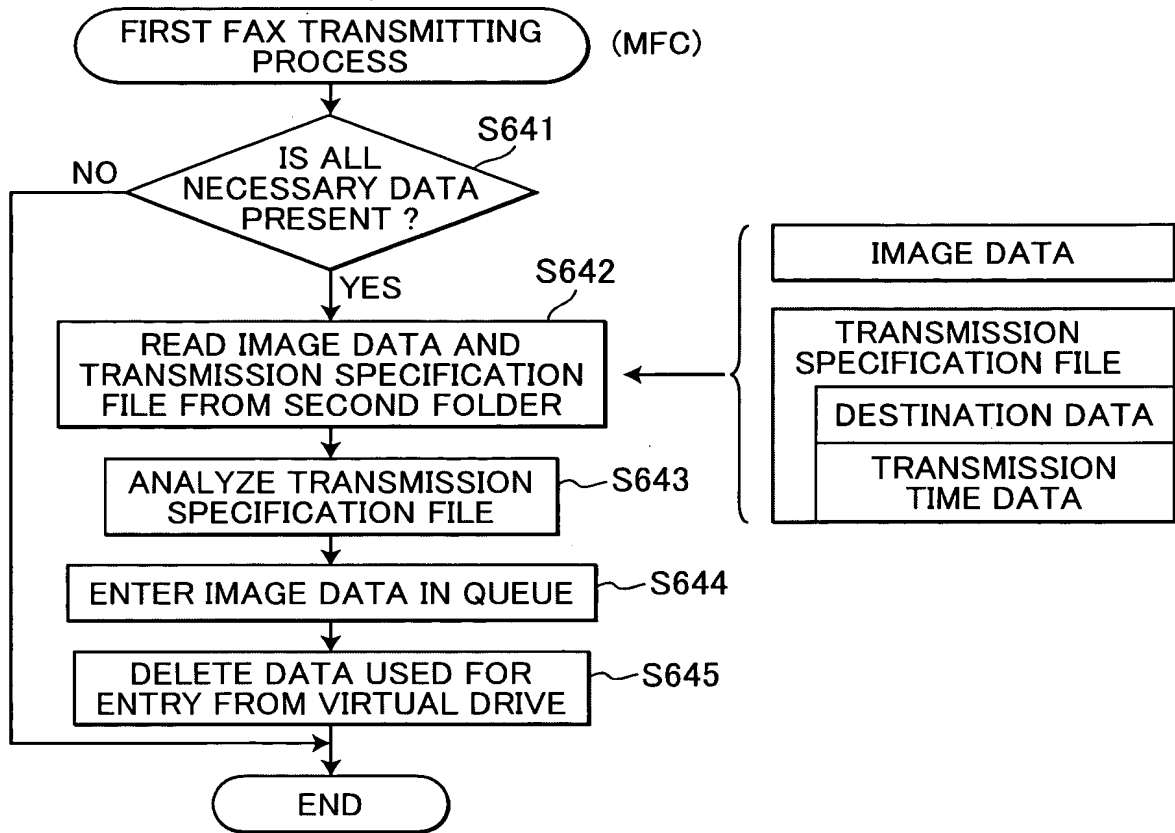 FIRST FAX TRANSMITTING
PROCESS
(MFC)
S641
IS ALL
NECESSARY DATA
PRESENT ?
NO
YES
S642
READ IMAGE DATA AND
TRANSMISSION SPECIFICATION
FILE FROM SECOND FOLDER
IMAGE DATA
TRANSMISSION
SPECIFICATION FILE
DESTINATION DATA
TRANSMISSION
TIME DATA
ANALYZE TRANSMISSION
SPECIFICATION FILE
S643
ENTER IMAGE DATA IN QUEUE
S644
DELETE DATA USED FOR
ENTRY FROM VIRTUAL DRIVE
S645
END